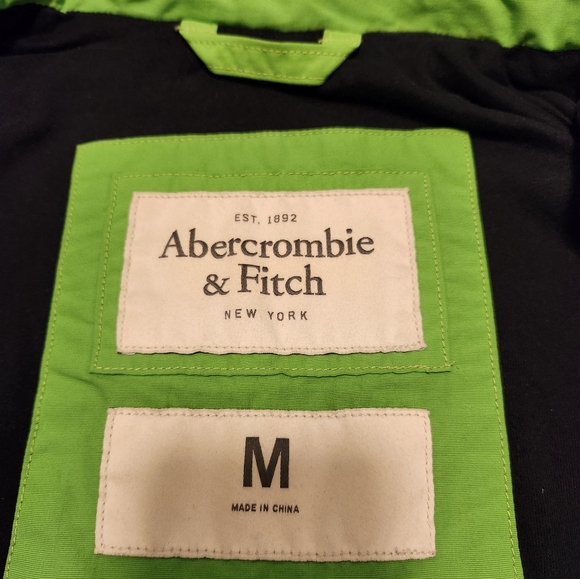 EST. 1892
Abercrombie
& Fitch
NEW YORK
M
MADE IN CHINA